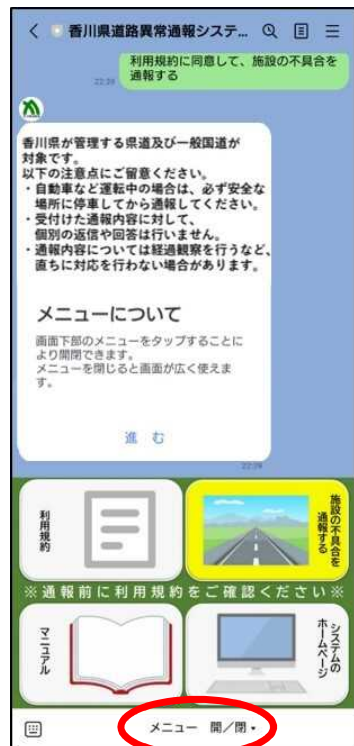 香川県道路異常通報システ...
利用規約に同意して、施設の不具合を
通報する
22:29
香川県が管理する県道及び一般国道が
対象です。
以下の注意点にご留意ください。
・自動車など運転中の場合は、必ず安全な
場所に停車してから通報してください。
・受付けた通報内容に対して、
個別の返信や回答は行いません。
・通報内容については経過観察を行うなど、
直ちに対応を行わない場合があります。
メニューについて
画面下部のメニューをタップすることに
より開閉できます。
メニューを閉じると画面が広く使えま
す。
進 む
22:29
利用規約
施設の不具合を
通報する
※通報前に利用規約をご確認ください※
マニュアル
システムの
ホームページ
メニュー 開／閉▾